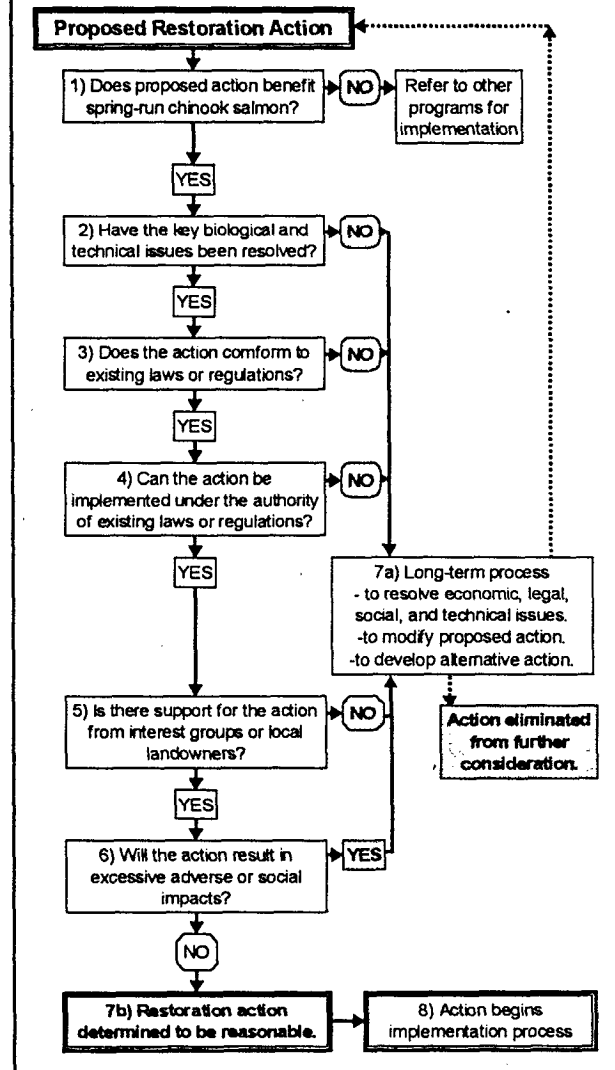 Proposed Restoration Action
1) Does proposed action benefit
spring-run chinook salmon?
NO
Refer to other
programs for
implementation
YES
2) Have the key biological and
technical issues been resolved?
NO
YES
3) Does the action comform to
existing laws or regulations?
NO
YES
4) Can the action be
implemented under the authority
of existing laws or regulations?
NO
YES
7a) Long-term process
- to resolve economic, legal,
social, and technical issues.
-to modify proposed action.
-to develop alternative action.
5) Is there support for the action
from interest groups or local
landowners?
NO
Action eliminated
from further
consideration.
YES
6) Will the action result in
excessive adverse or social
impacts?
YES
NO
7b) Restoration action
determined to be reasonable.
8) Action begins
implementation process